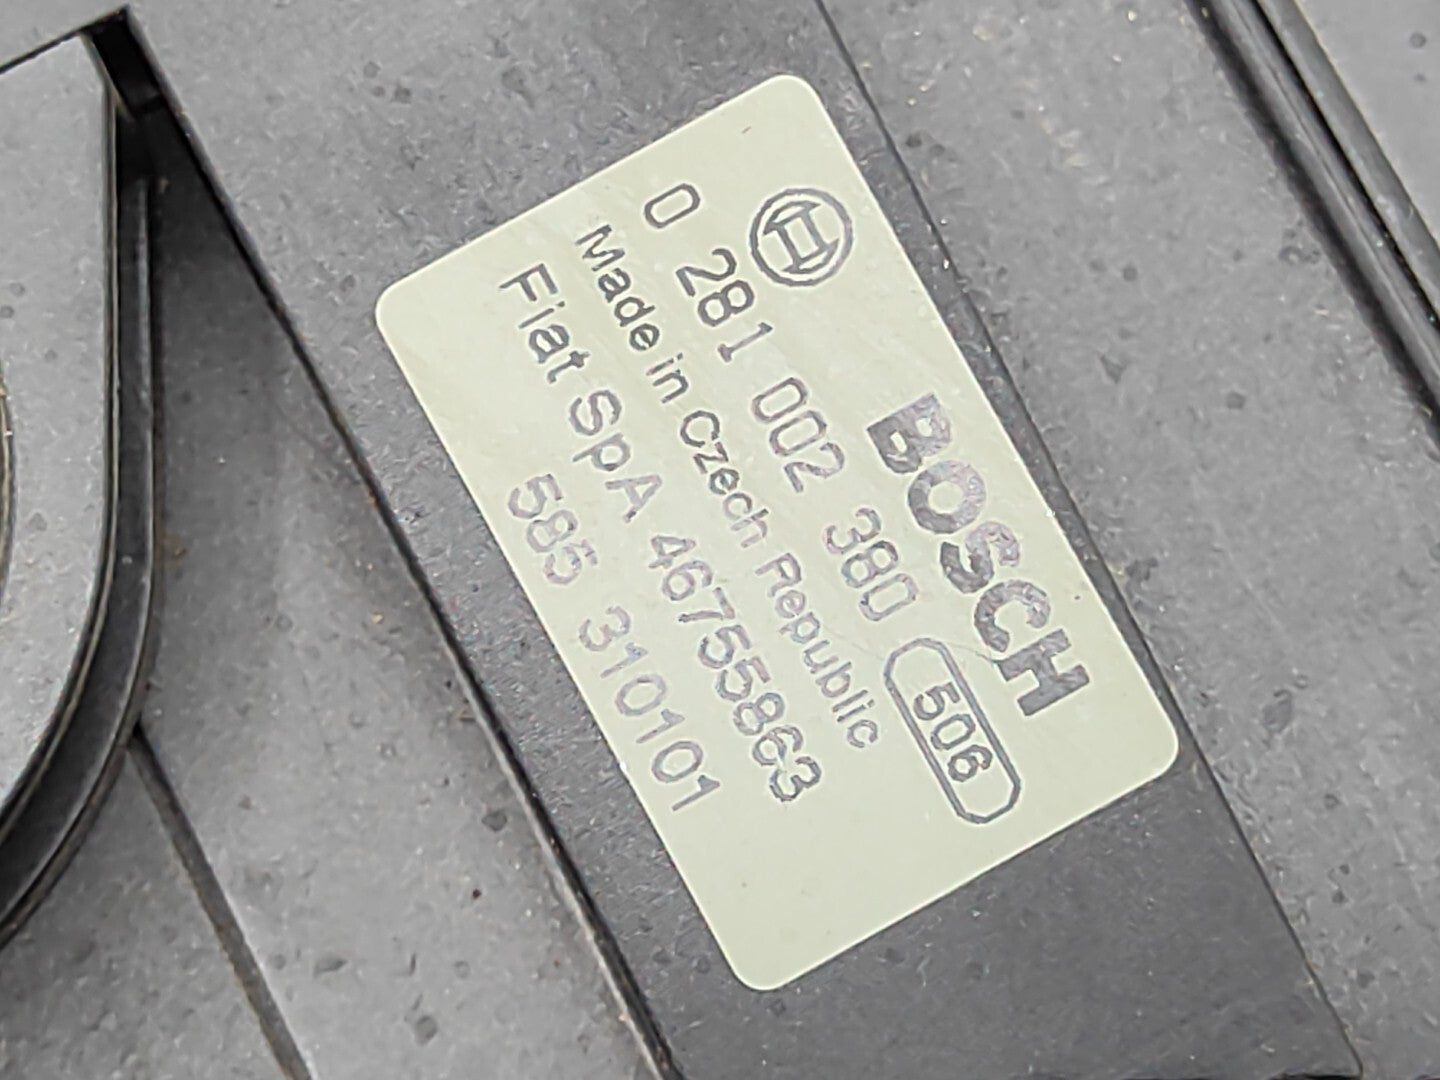 BOSCH
0 281 002 380 506
Made in Czech Republic
Fiat SpA 46755863
585 310101